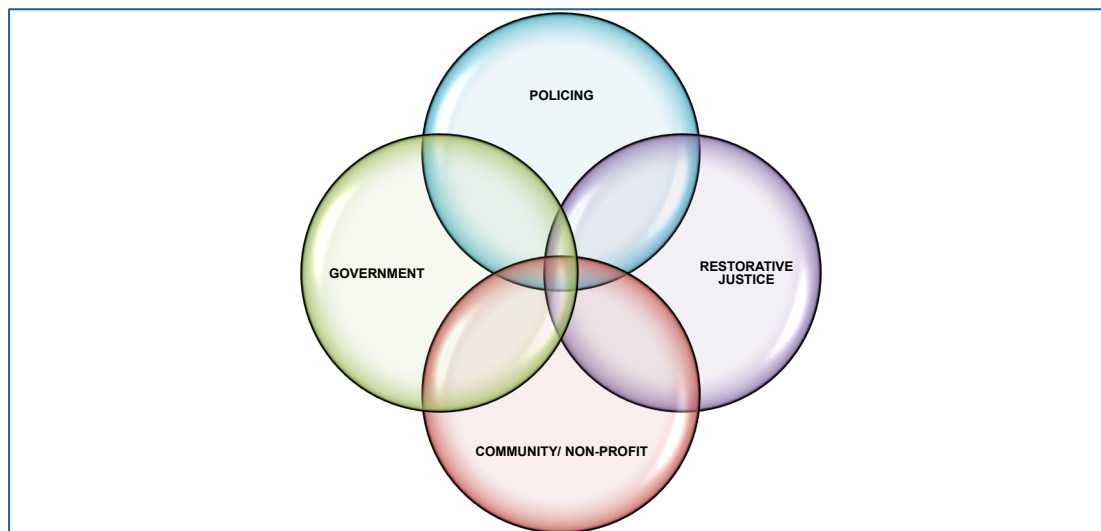 POLICING
GOVERNMENT
RESTORATIVE
JUSTICE
COMMUNITY/ NON-PROFIT